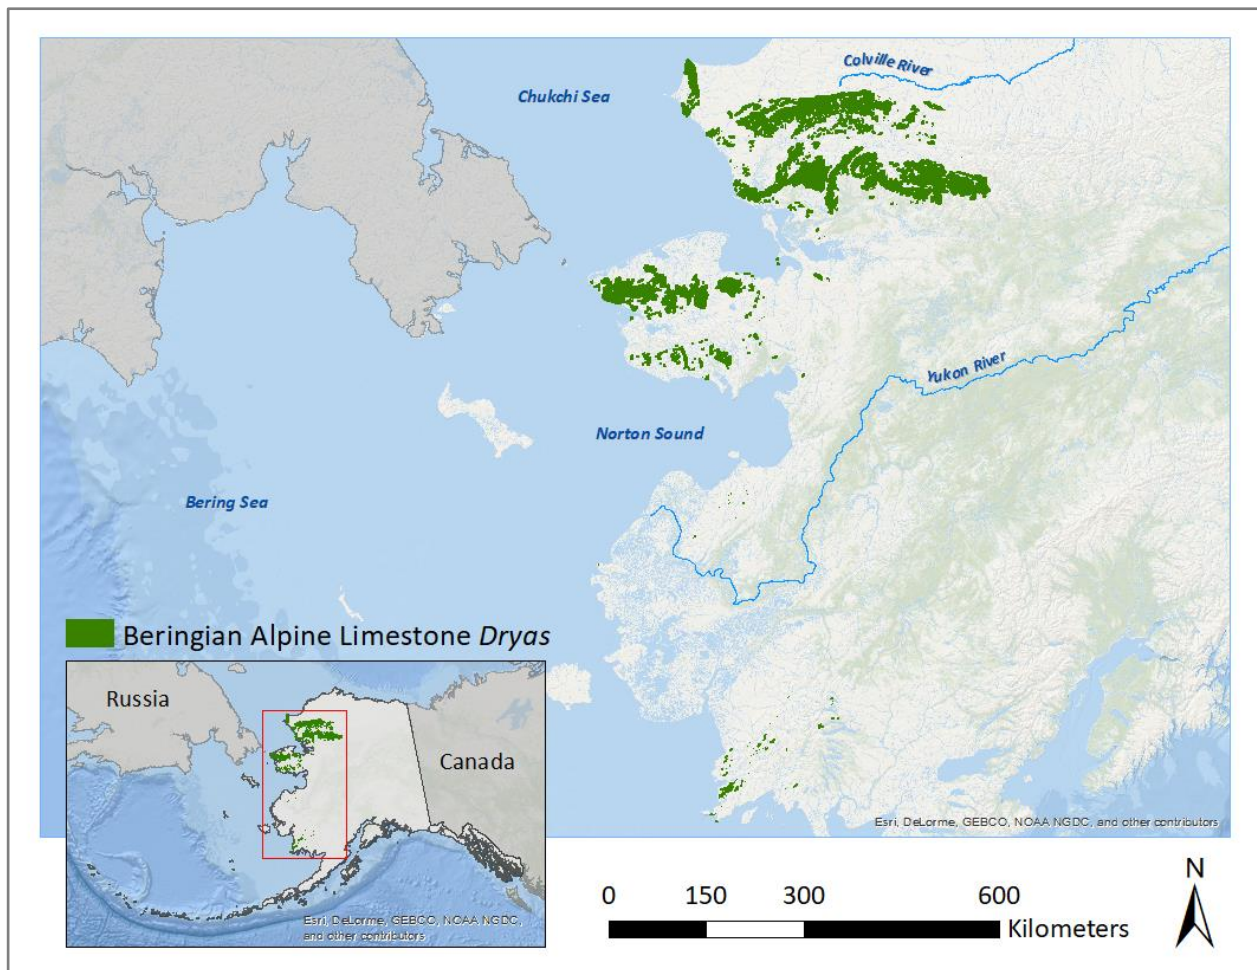 Colville River
Chukchi Sea
Yukon River
Norton Sound
Bering Sea
Beringian Alpine Limestone Dryas
Russia
Canada
Esri, DeLorme, GEBCO, NOAA NGDC,
and other contributors
Esri, DeLorme, GEBCO, NOAA NGDC, and other contributors
N
0 150 300 600
Kilometers